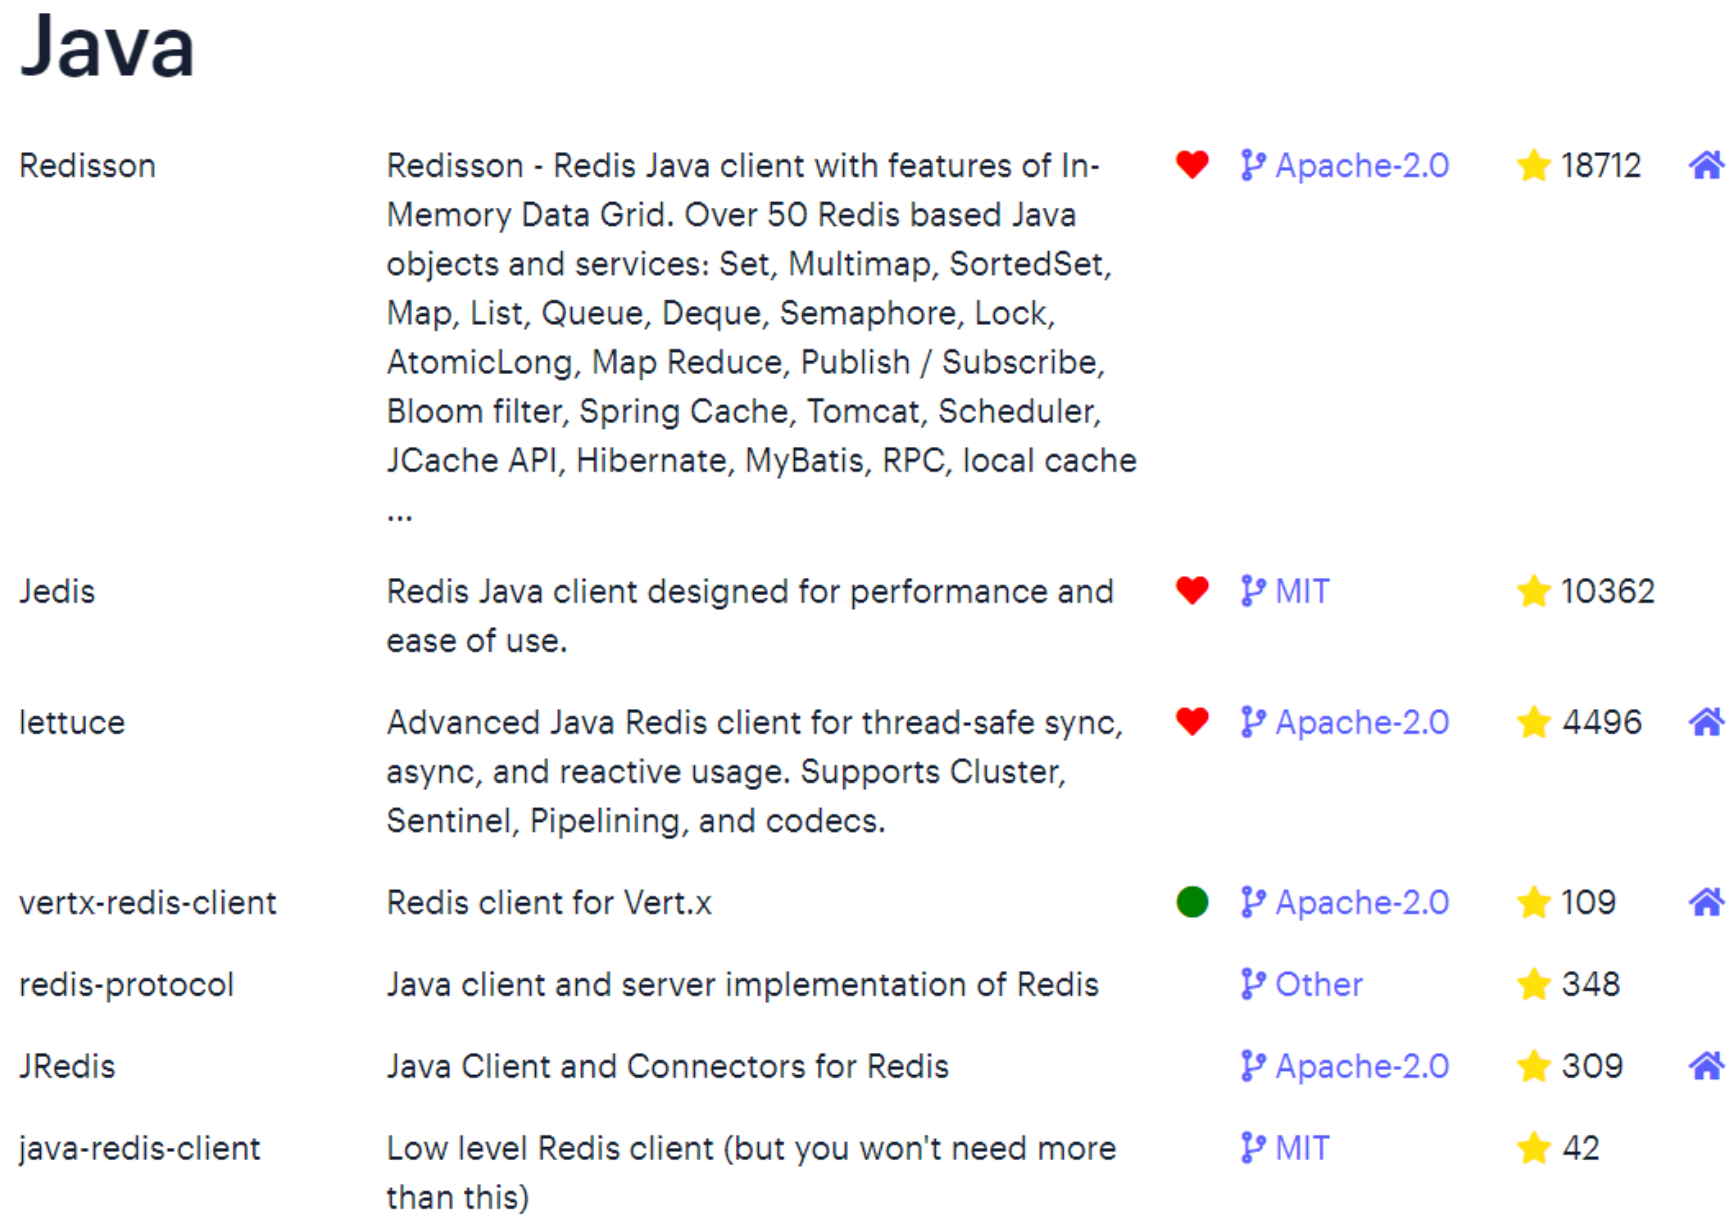 Java
Redisson
Redisson - Redis Java client with features of In-
Memory Data Grid. Over 50 Redis based Java
objects and services: Set, Multimap, SortedSet,
Map, List, Queue, Deque, Semaphore, Lock,
AtomicLong, Map Reduce, Publish / Subscribe,
Bloom filter, Spring Cache, Tomcat, Scheduler,
JCache API, Hibernate, MyBatis, RPC, local cache
...
Apache-2.0
18712
Jedis
Redis Java client designed for performance and
ease of use.
MIT
10362
lettuce
Advanced Java Redis client for thread-safe sync,
async, and reactive usage. Supports Cluster,
Sentinel, Pipelining, and codecs.
Apache-2.0
4496
vertx-redis-client
Redis client for Vert.x
Apache-2.0
109
redis-protocol
Java client and server implementation of Redis
Other
348
JRedis
Java Client and Connectors for Redis
Apache-2.0
309
java-redis-client
Low level Redis client (but you won't need more
than this)
MIT
42